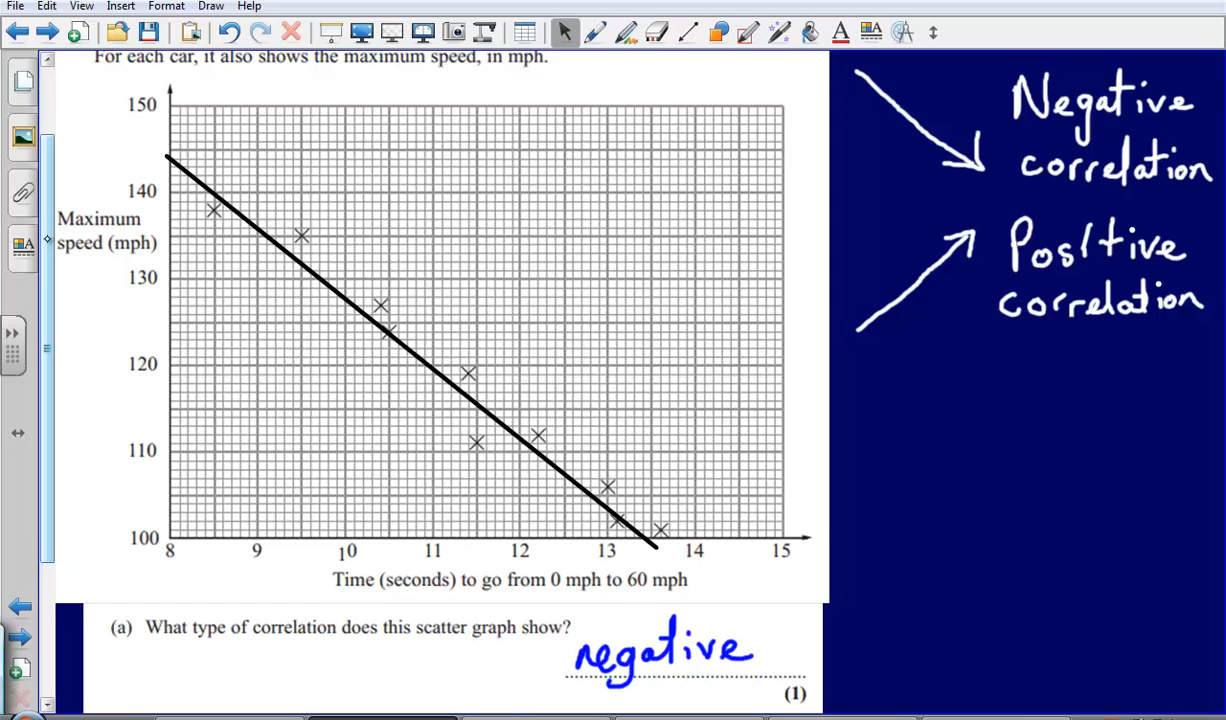 File Edit View Insert Format Draw Help
For each car, it also shows the maximum speed, in mph.
150
140
Maximum
speed (mph)
130
120
110
100
8 9 10 11 12 13 14 15
Time (seconds) to go from 0 mph to 60 mph
(a) What type of correlation does this scatter graph show?
negative
(1)
Negative
correlation
Positive
correlation